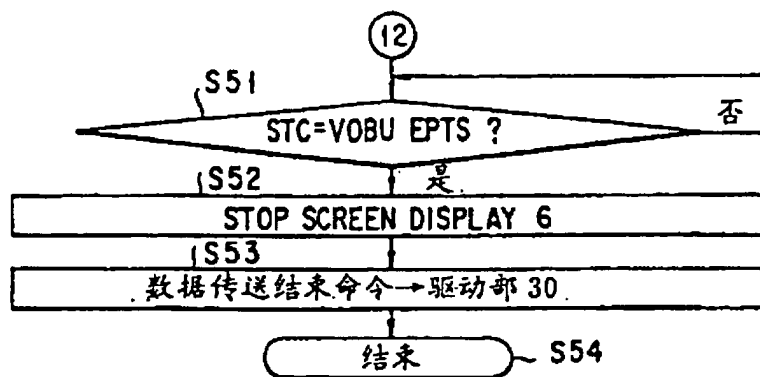 12
S51
STC=VOBU EPTS ?
否
是
S52
STOP SCREEN DISPLAY 6
S53
数据传送结束命令→驱动部 30
结束
S54